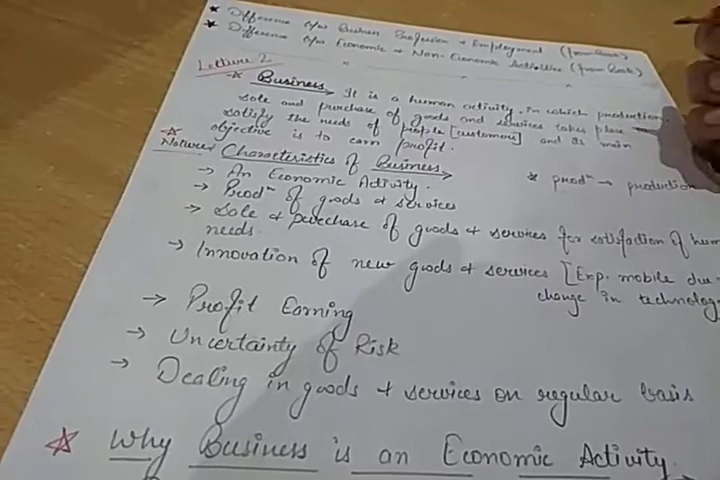 * Difference b/w Business Profession & Employment (from Book)
* Difference b/w Economic & Non-Economic Activities (from Book)
Lecture 2
* Business → It is a human activity, in which production,
sale and purchase of goods and services takes place
satisfy the needs of people [customers] and its main
objective is to earn profit.
* Nature & Characteristics of Business →
→ An Economic Activity. * prodⁿ → production
→ Prodⁿ of goods & services
→ Sale & purchase of goods & services for satisfaction of hum
needs.
→ Innovation of new goods & services [Exp. mobile due
change in technology
→ Profit Earning
→ Uncertainty of Risk
→ Dealing in goods & services on regular basis
* Why Business is an Economic Activity.